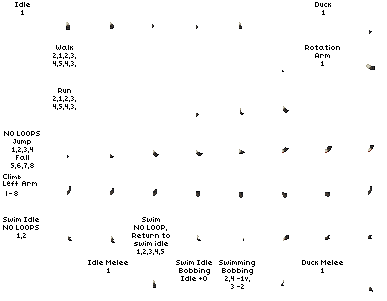 Idle
1
Duck
1
Walk
2,1,2,3,
4,5,4,3,
Rotation
Arm
1
Run
2,1,2,3,
4,5,4,3,
NO LOOPS
Jump
1,2,3,4
Fall
5,6,7,8
Climb
Left Arm
1 - 8
Swim Idle
NO LOOPS
1,2
Swim
NO LOOP,
Return to
swim idle
1,2,3,4,5
Swim Idle
Bobbing
Idle +0
Swimming
Bobbing
2,4 -1v,
3 -2
Idle Melee
1
Duck Melee
1